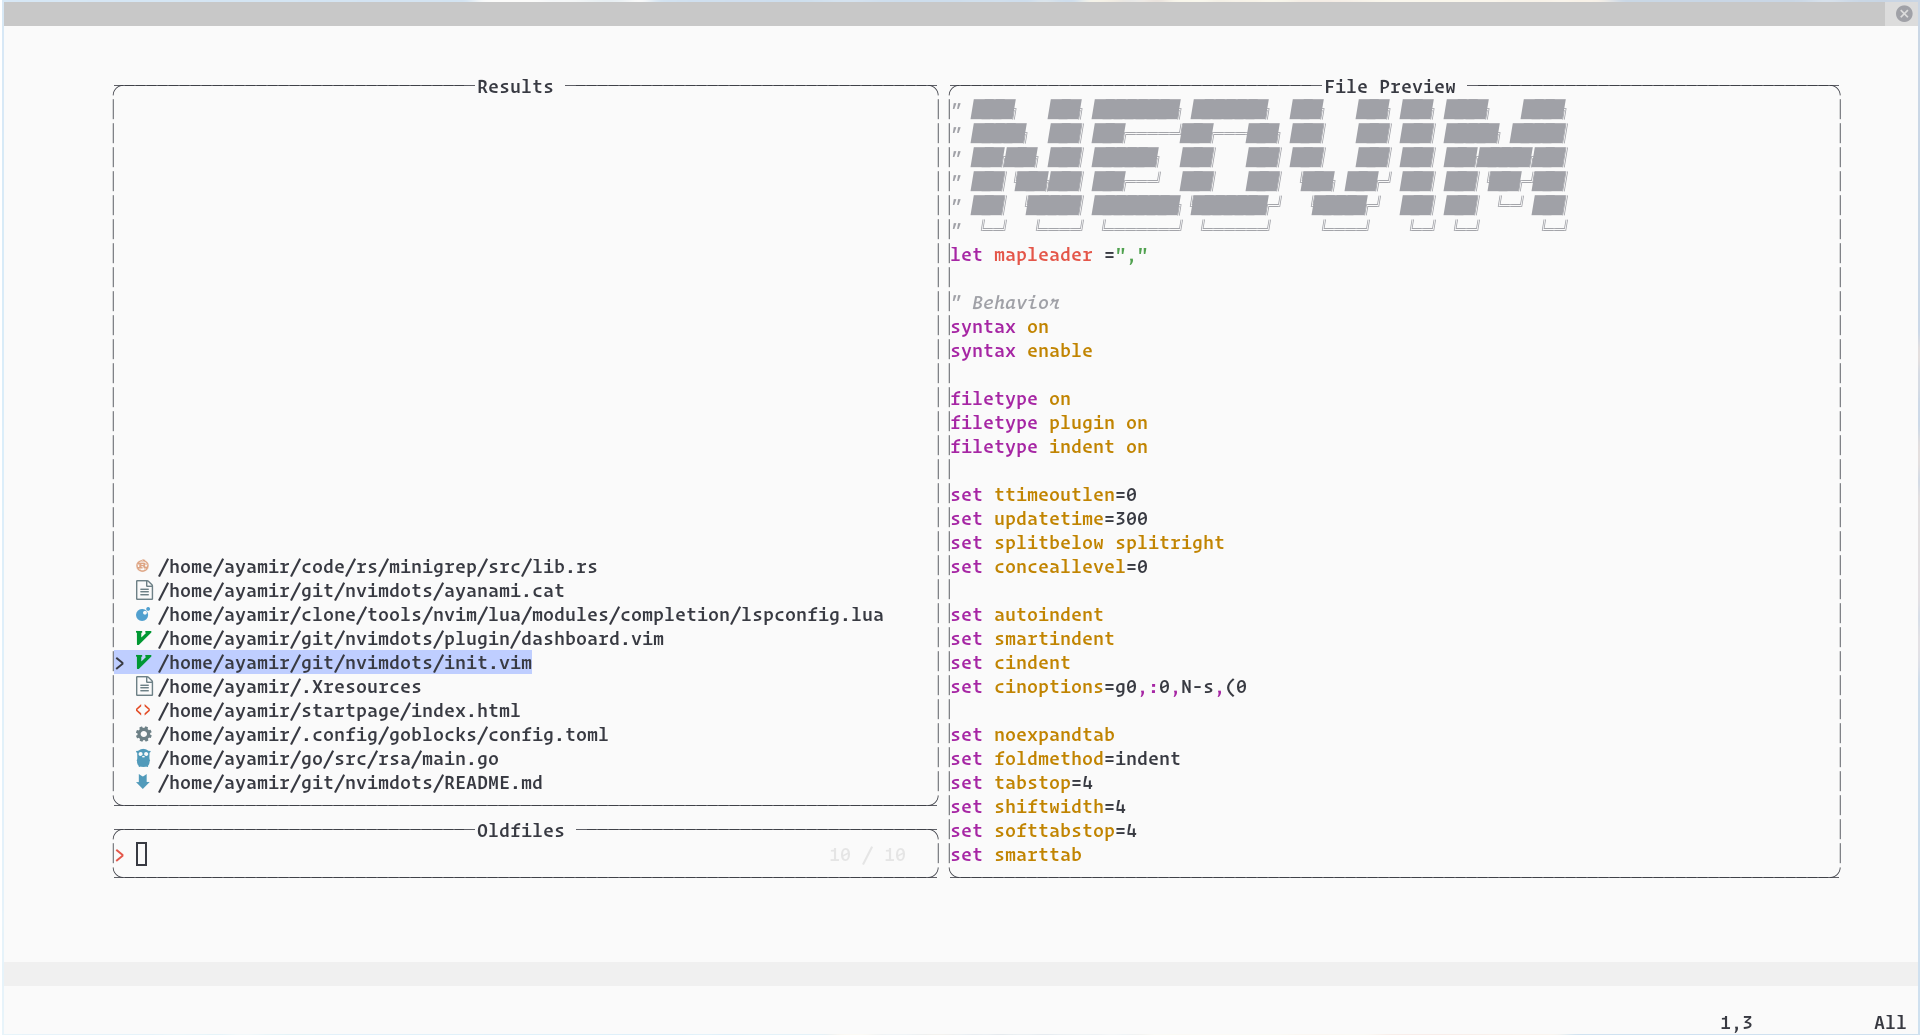 Results
/home/ayamir/code/rs/minigrep/src/lib.rs
/home/ayamir/git/nvimdots/ayanami.cat
/home/ayamir/clone/tools/nvim/lua/modules/completion/lspconfig.lua
/home/ayamir/git/nvimdots/plugin/dashboard.vim
> /home/ayamir/git/nvimdots/init.vim
/home/ayamir/.Xresources
/home/ayamir/startpage/index.html
/home/ayamir/.config/goblocks/config.toml
/home/ayamir/go/src/rsa/main.go
/home/ayamir/git/nvimdots/README.md
Oldfiles
>
10 / 10
File Preview
" NEOVIM
let mapleader =","
" Behavior
syntax on
syntax enable
filetype on
filetype plugin on
filetype indent on
set ttimeoutlen=0
set updatetime=300
set splitbelow splitright
set conceallevel=0
set autoindent
set smartindent
set cindent
set cinoptions=g0,:0,N-s,(0
set noexpandtab
set foldmethod=indent
set tabstop=4
set shiftwidth=4
set softtabstop=4
set smarttab
1,3
All